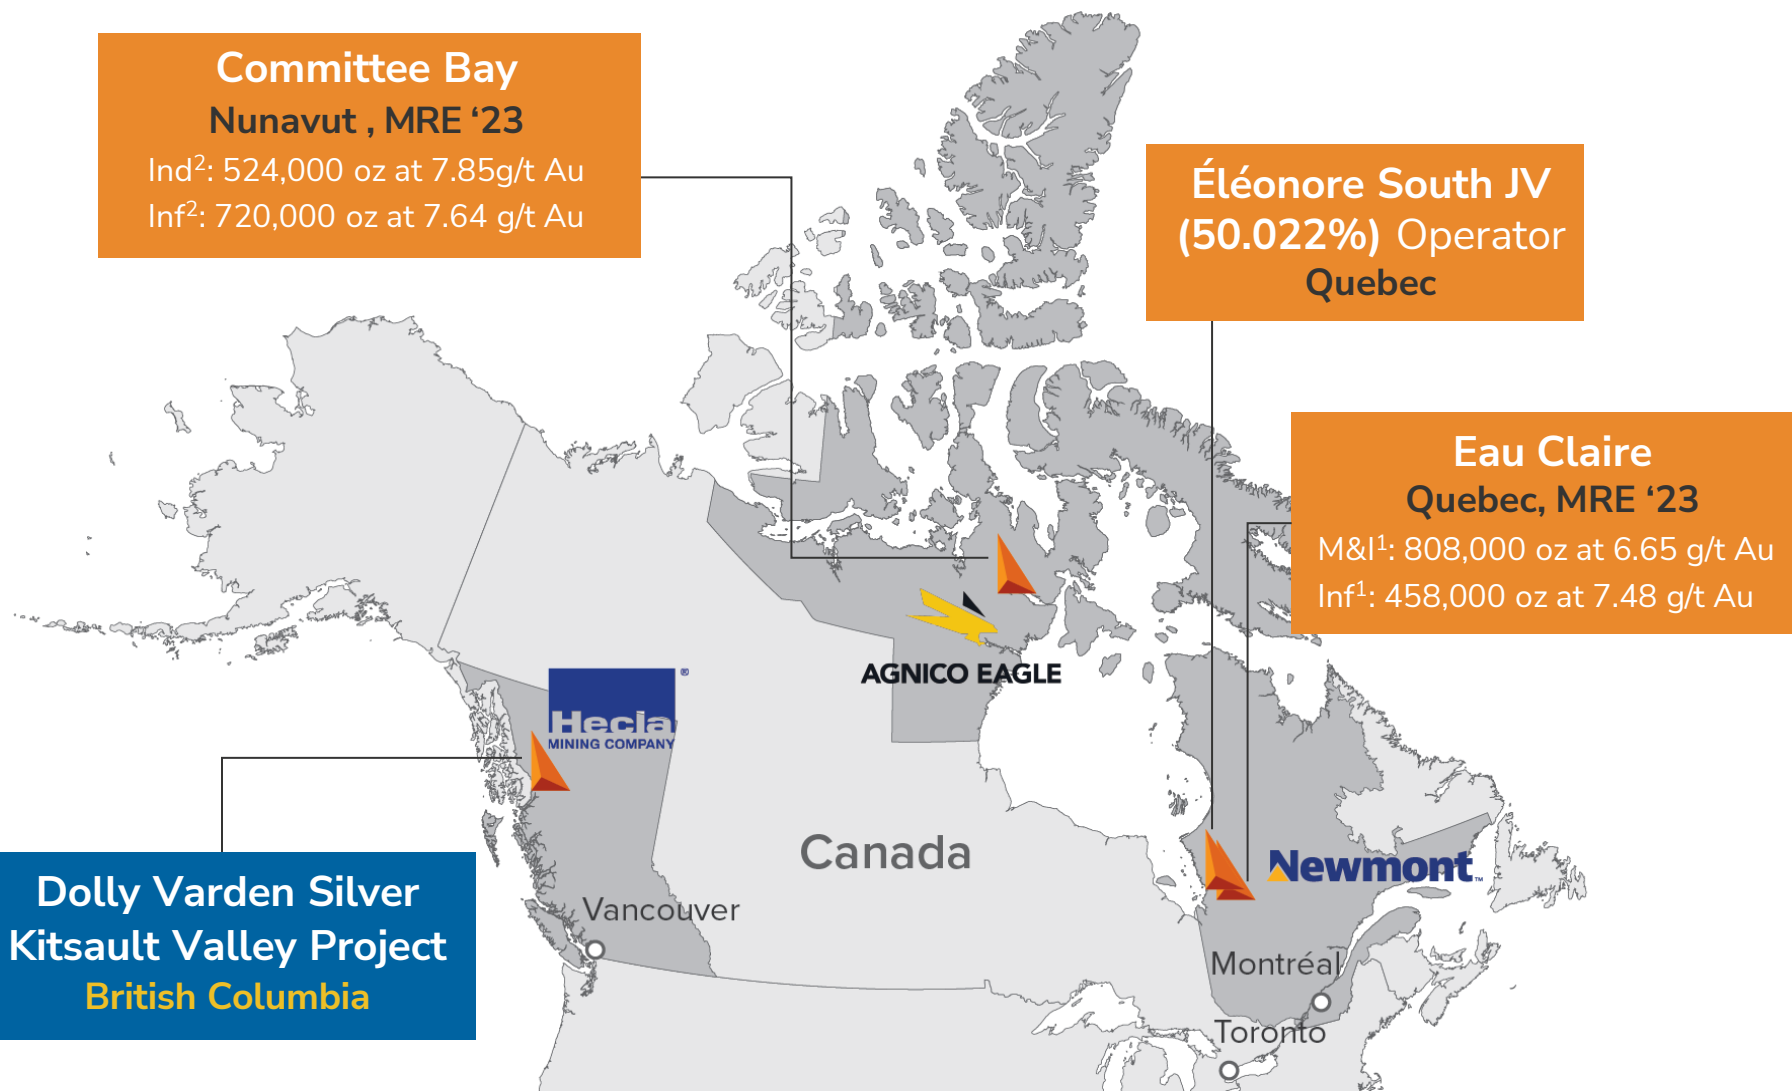 Committee Bay
Nunavut , MRE ‘23
Ind²: 524,000 oz at 7.85g/t Au
Inf²: 720,000 oz at 7.64 g/t Au
Éléonore South JV
(50.022%) Operator
Quebec
Eau Claire
Quebec, MRE ‘23
M&I¹: 808,000 oz at 6.65 g/t Au
Inf¹: 458,000 oz at 7.48 g/t Au
AGNICO EAGLE
Hecla ®
MINING COMPANY
Canada
Newmont™
Dolly Varden Silver
Kitsault Valley Project
British Columbia
Vancouver
Montréal
Toronto